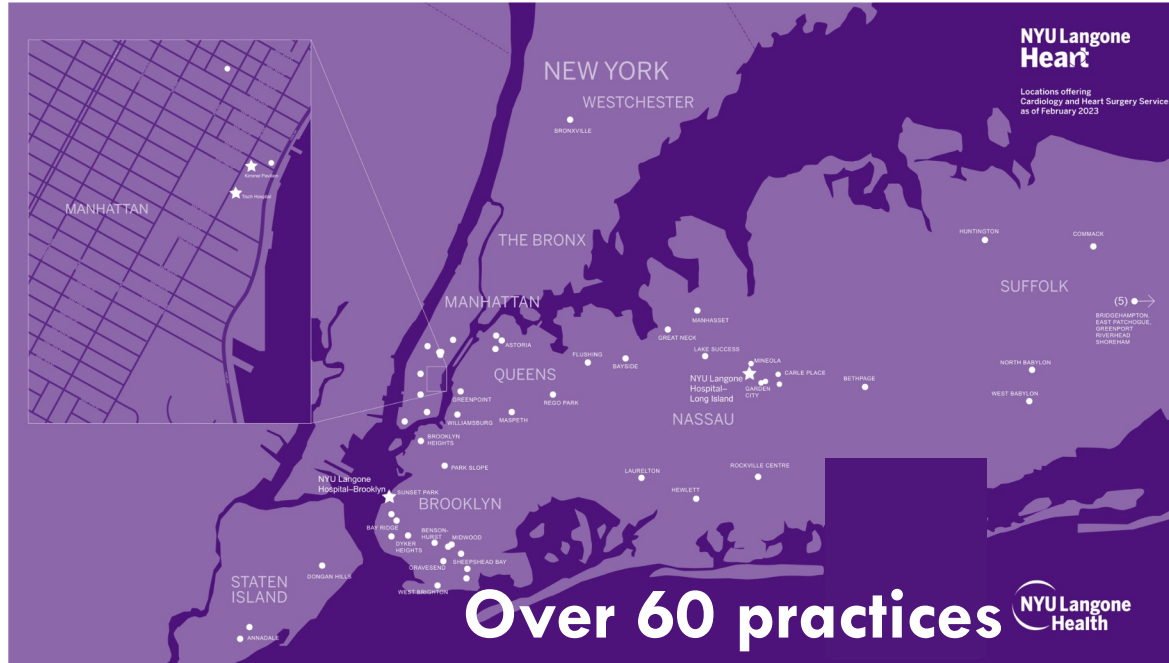 NYU Langone
Heart
Locations offering
Cardiology and Heart Surgery Service
as of February 2023
NEW YORK
WESTCHESTER
BRONXVILLE
Kimmel Pavilion
Tisch Hospital
MANHATTAN
THE BRONX
HUNTINGTON
COMMACK
SUFFOLK
MANHATTAN
(5)
BRIDGEHAMPTON,
EAST PATCHOGUE,
GREENPORT
RIVERHEAD
SHOREHAM
MANHASSET
GREAT NECK
ASTORIA
LAKE SUCCESS
FLUSHING
BAYSIDE
MINEOLA
NORTH BABYLON
QUEENS
NYU Langone
Hospital–
Long Island
CARLE PLACE
BETHPAGE
GARDEN
CITY
GREENPOINT
REGO PARK
WEST BABYLON
WILLIAMSBURG
MASPETH
NASSAU
BROOKLYN
HEIGHTS
PARK SLOPE
LAURELTON
ROCKVILLE CENTRE
NYU Langone
Hospital–Brooklyn
SUNSET PARK
HEWLETT
BROOKLYN
BAY RIDGE
BENSON-
HURST
MIDWOOD
DYKER
HEIGHTS
GRAVESEND
SHEEPSHEAD BAY
DONGAN HILLS
STATEN
ISLAND
WEST BRIGHTON
ANNADALE
Over 60 practices
NYU Langone
Health